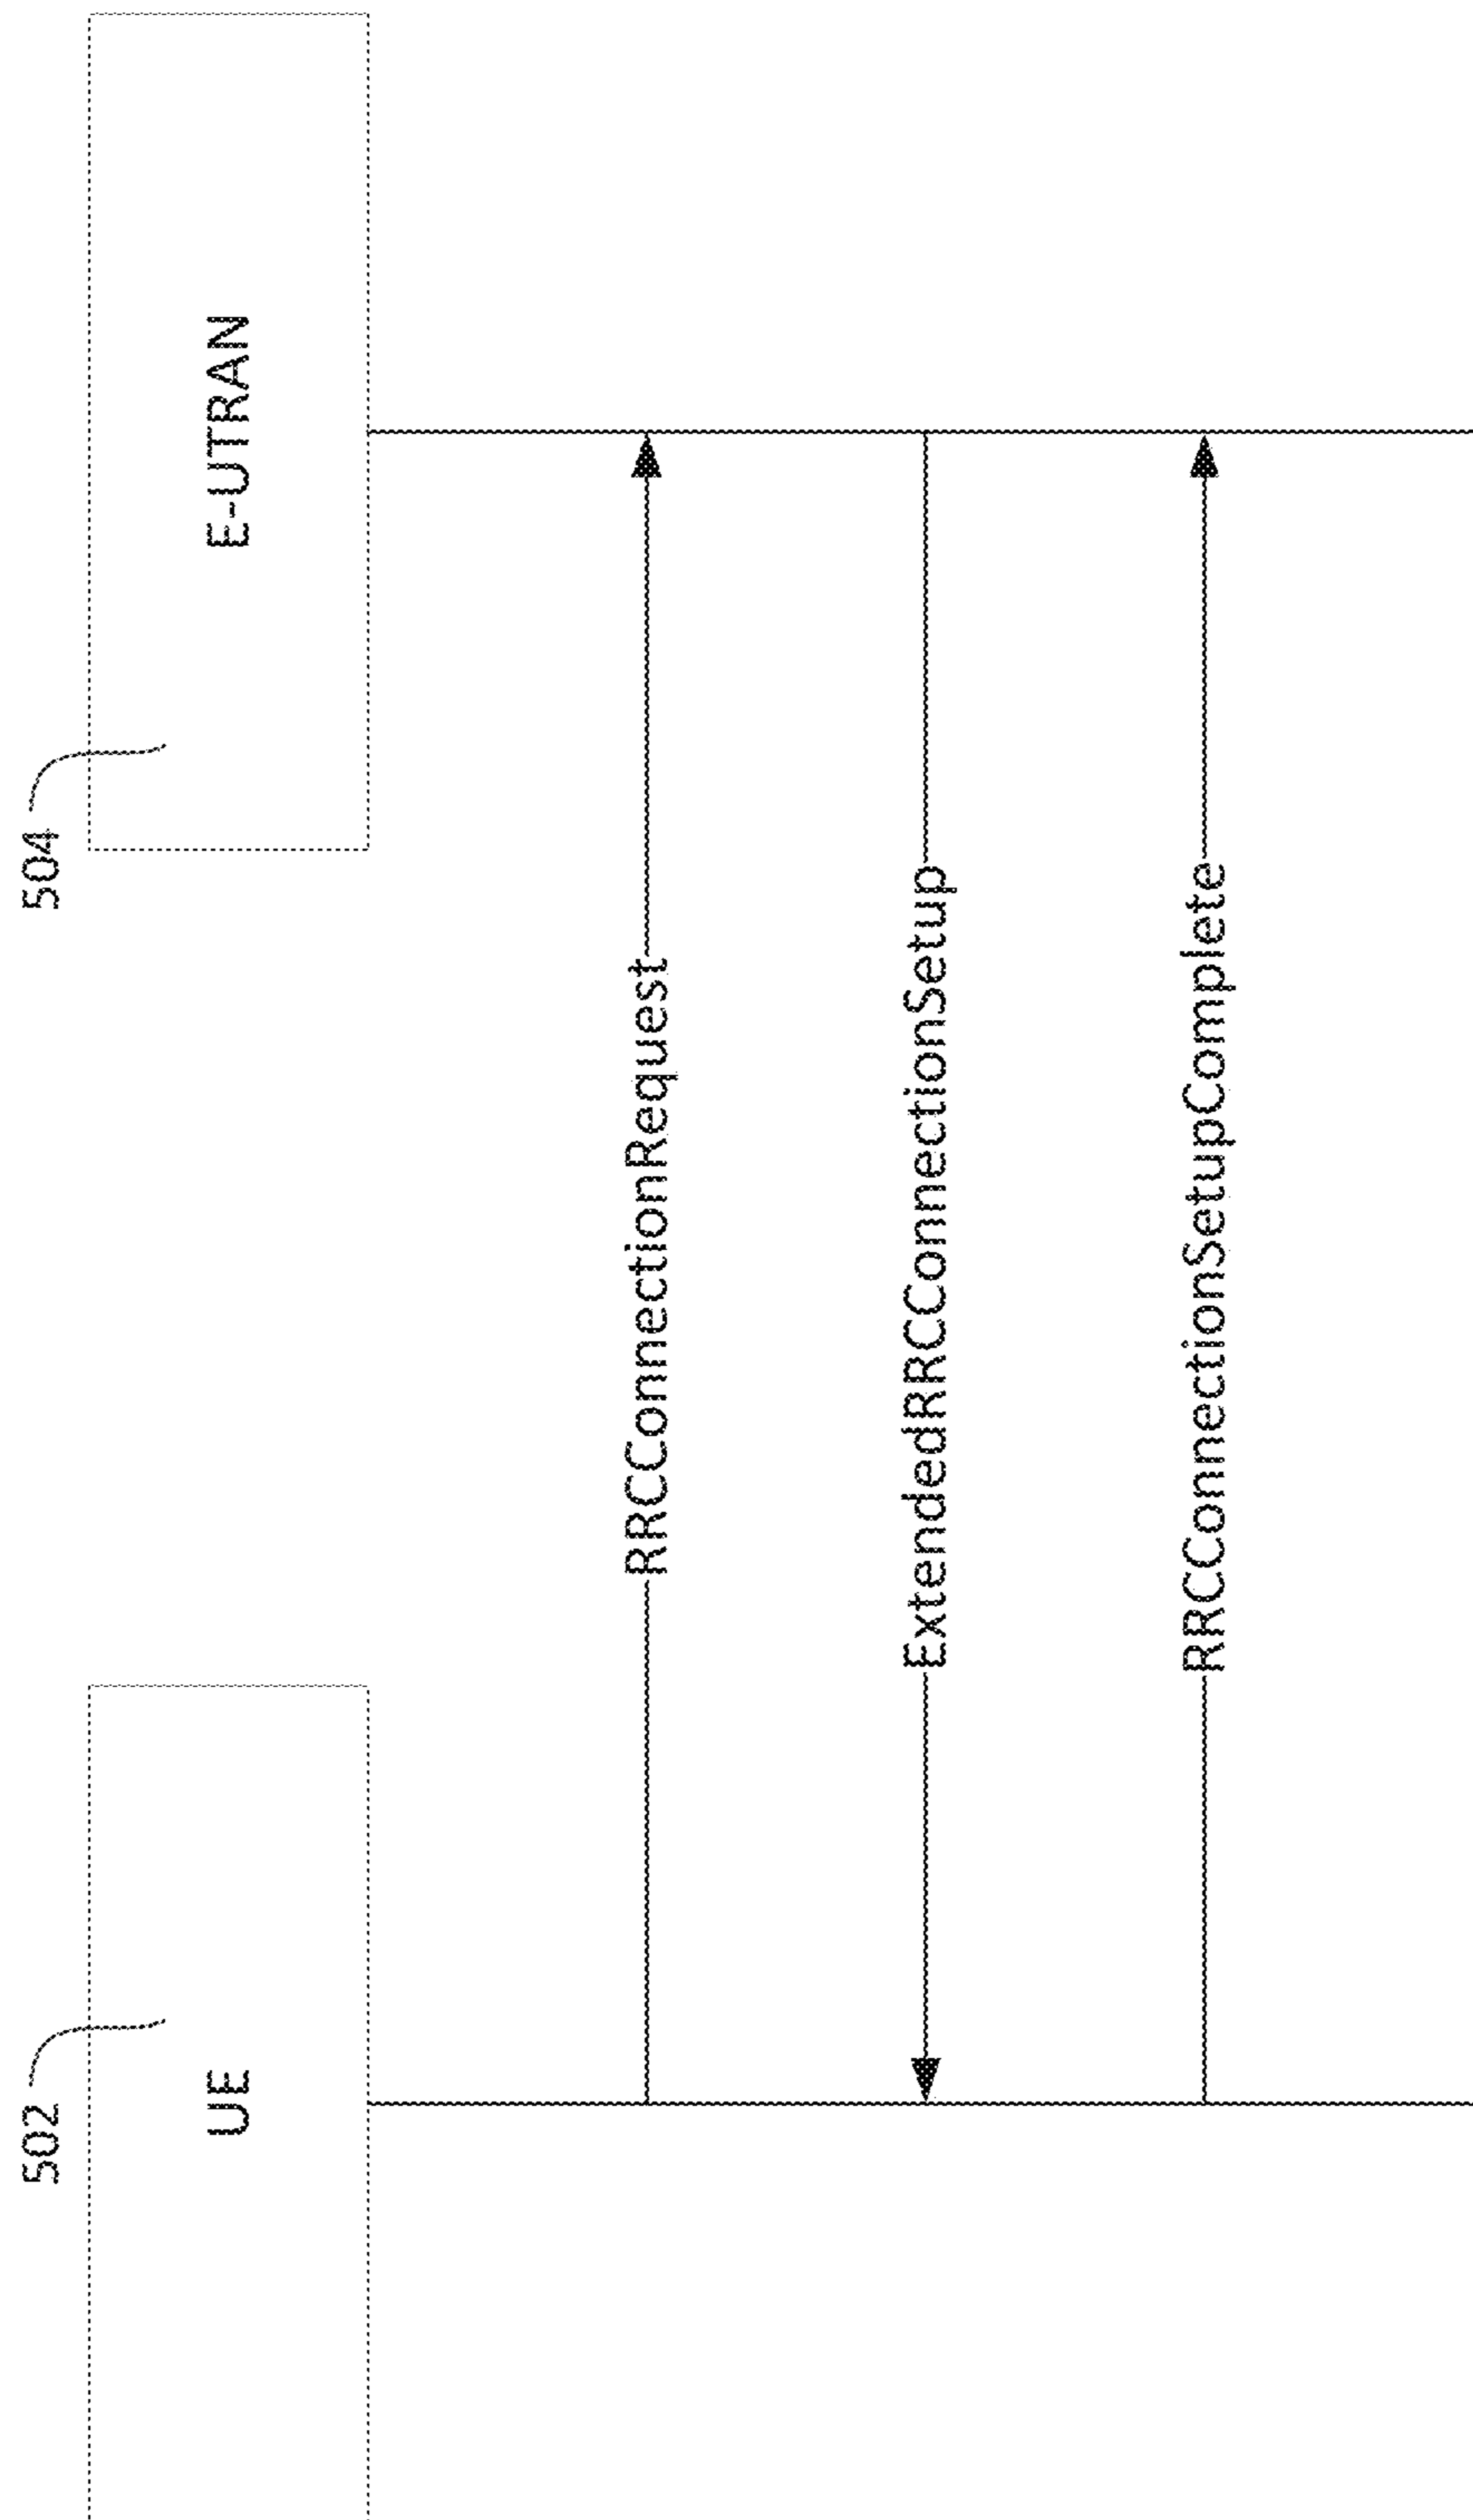 502
504
UE
E-UTRAN
RRCConnectionRequest
ExtendedRRCConnectionSetup
RRCConnectionSetupComplete